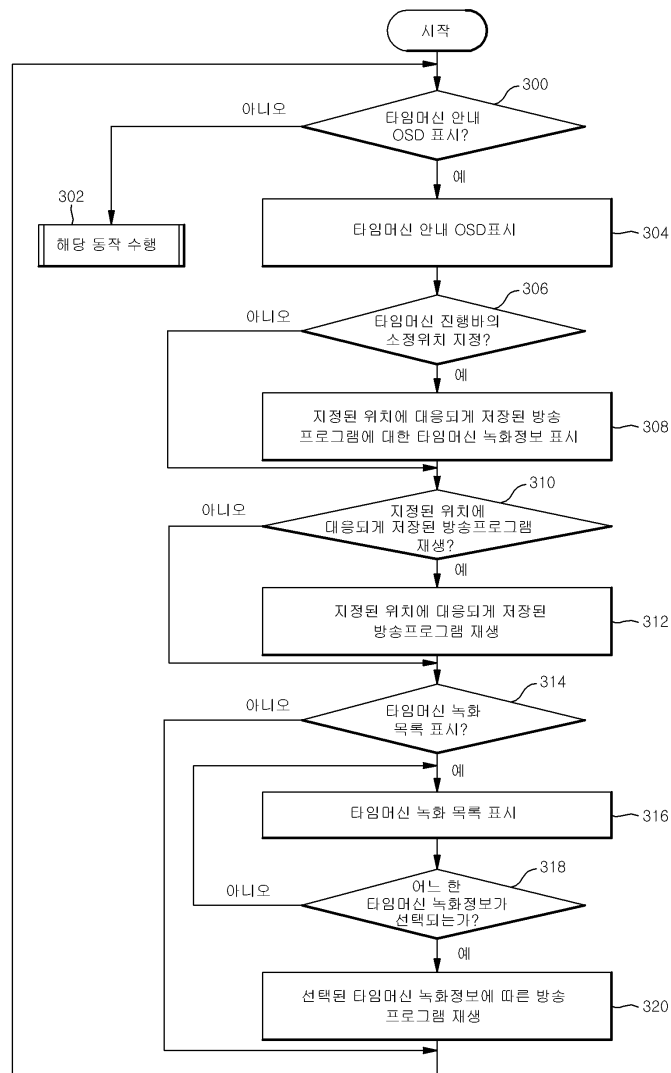 시작
300
아니오
타임머신 안내
OSD 표시?
예
302
해당 동작 수행
타임머신 안내 OSD표시
304
306
아니오
타임머신 진행바의
소정위치 지정?
예
지정된 위치에 대응되게 저장된 방송
프로그램에 대한 타임머신 녹화정보 표시
308
310
아니오
지정된 위치에
대응되게 저장된 방송프로그램
재생?
예
지정된 위치에 대응되게 저장된
방송프로그램 재생
312
314
아니오
타임머신 녹화
목록 표시?
예
타임머신 녹화 목록 표시
316
318
아니오
어느 한
타임머신 녹화정보가
선택되는가?
예
선택된 타임머신 녹화정보에 따른 방송
프로그램 재생
320